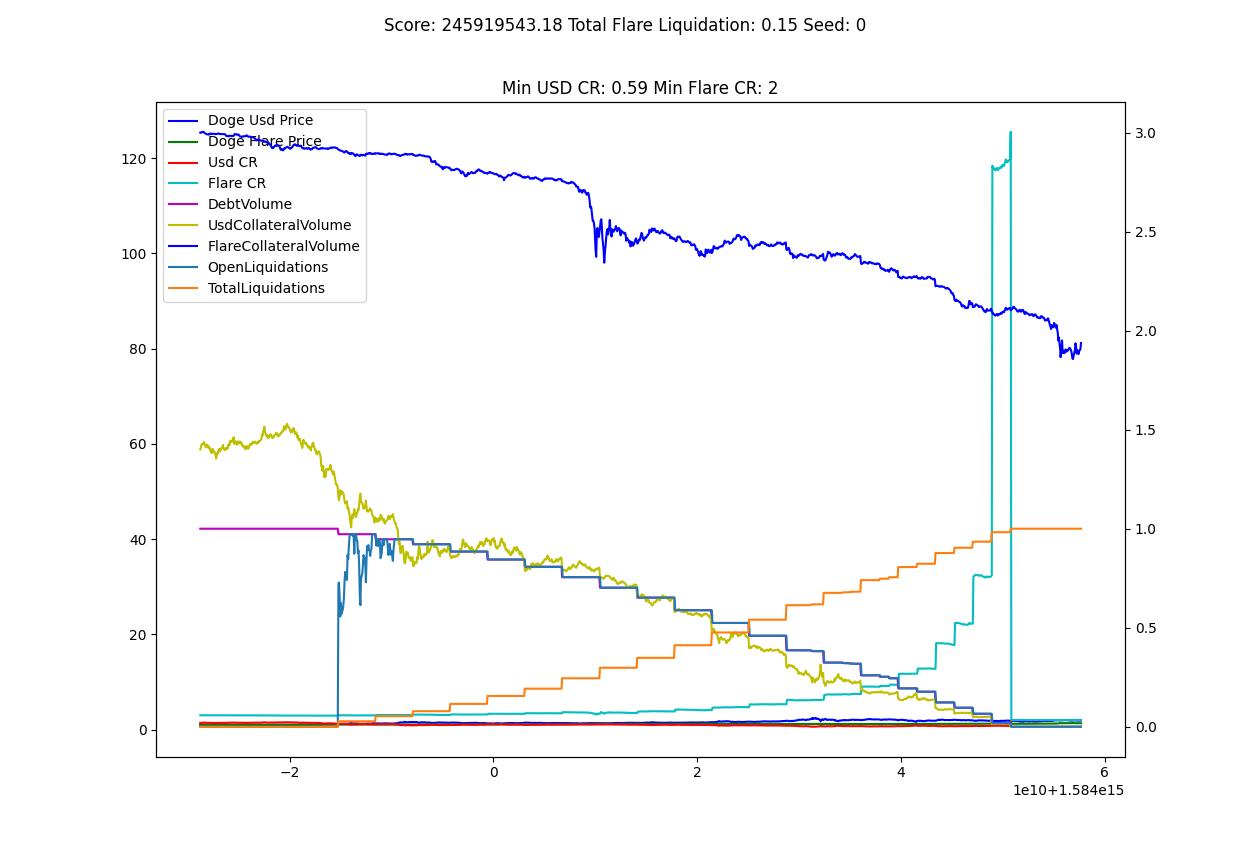 Score: 245919543.18 Total Flare Liquidation: 0.15 Seed: 0
Min USD CR: 0.59 Min Flare CR: 2
Doge Usd Price
Doge Flare Price
Usd CR
Flare CR
DebtVolume
UsdCollateralVolume
FlareCollateralVolume
OpenLiquidations
TotalLiquidations
120
100
80
60
40
20
0
3.0
2.5
2.0
1.5
1.0
0.5
0.0
−2 0 2 4 6
1e10+1.584e15